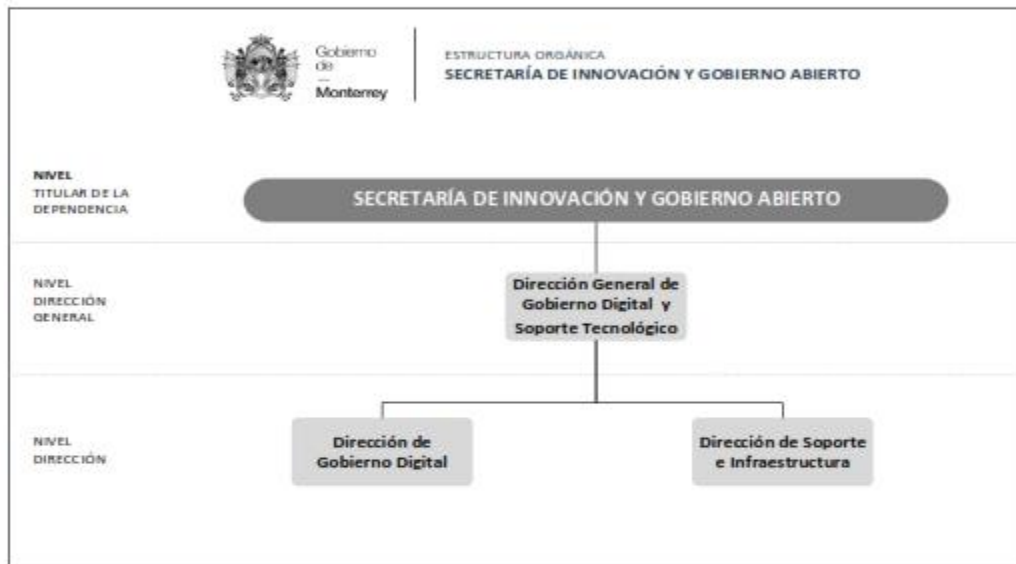 Gobierno
de
—
Monterrey
ESTRUCTURA ORGÁNICA
SECRETARÍA DE INNOVACIÓN Y GOBIERNO ABIERTO
NIVEL
TITULAR DE LA
DEPENDENCIA
SECRETARÍA DE INNOVACIÓN Y GOBIERNO ABIERTO
NIVEL
DIRECCIÓN
GENERAL
Dirección General de
Gobierno Digital y
Soporte Tecnológico
NIVEL
DIRECCIÓN
Dirección de
Gobierno Digital
Dirección de Soporte
e Infraestructura